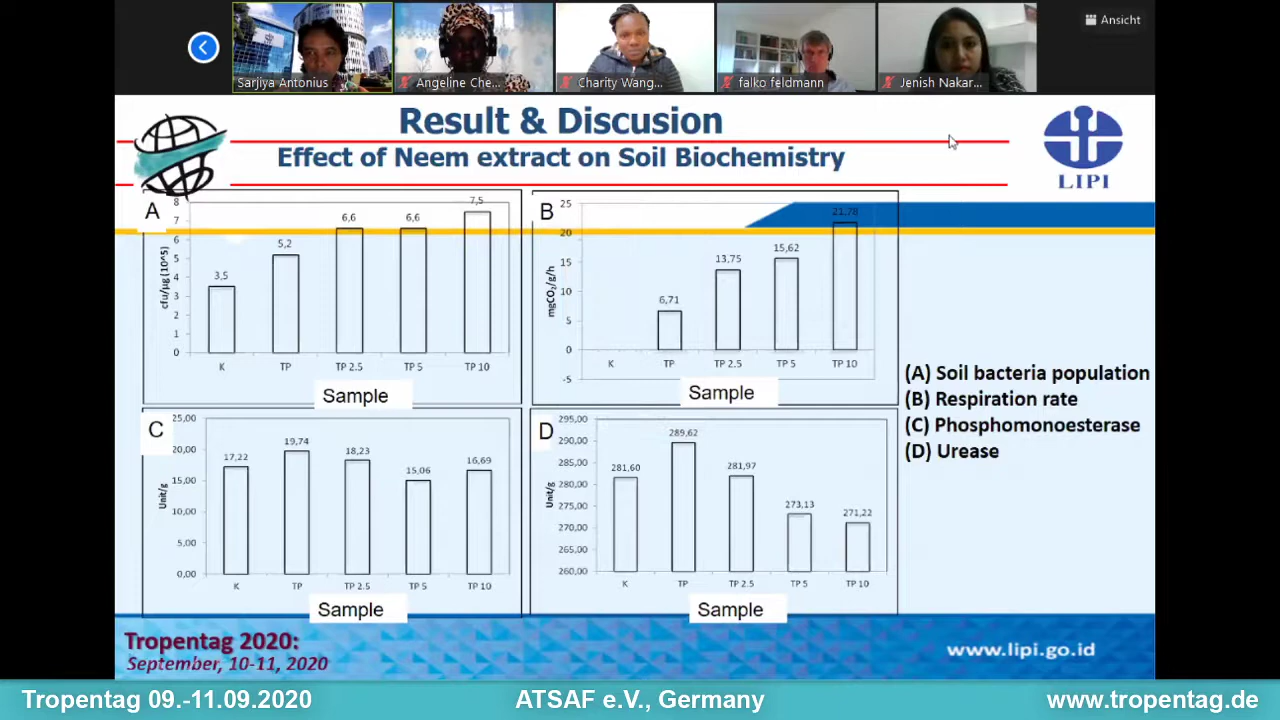 Ansicht
Sarjiya Antonius
Angeline Che...
Charity Wang...
falko feldmann
Jenish Nakar...
Result & Discusion
Effect of Neem extract on Soil Biochemistry
LIPI
A
cfu/µg (10^5)
8
7
6
5
4
3
2
1
0
3,5
5,2
6,6
6,6
7,5
K
TP
TP 2.5
TP 5
TP 10
Sample
B
mgCO₂/g/h
25
20
15
10
5
0
-5
6,71
13,75
15,62
21,78
K
TP
TP 2.5
TP 5
TP 10
Sample
(A) Soil bacteria population
(B) Respiration rate
(C) Phosphomonoesterase
(D) Urease
C
Unit/g
25,00
20,00
15,00
10,00
5,00
0,00
17,22
19,74
18,23
15,06
16,69
K
TP
TP 2.5
TP 5
TP 10
Sample
D
Unit/g
295,00
290,00
285,00
280,00
275,00
270,00
265,00
260,00
281,60
289,62
281,97
273,13
271,22
K
TP
TP 2.5
TP 5
TP 10
Sample
Tropentag 2020:
September, 10-11, 2020
www.lipi.go.id
Tropentag 09.-11.09.2020
ATSAF e.V., Germany
www.tropentag.de